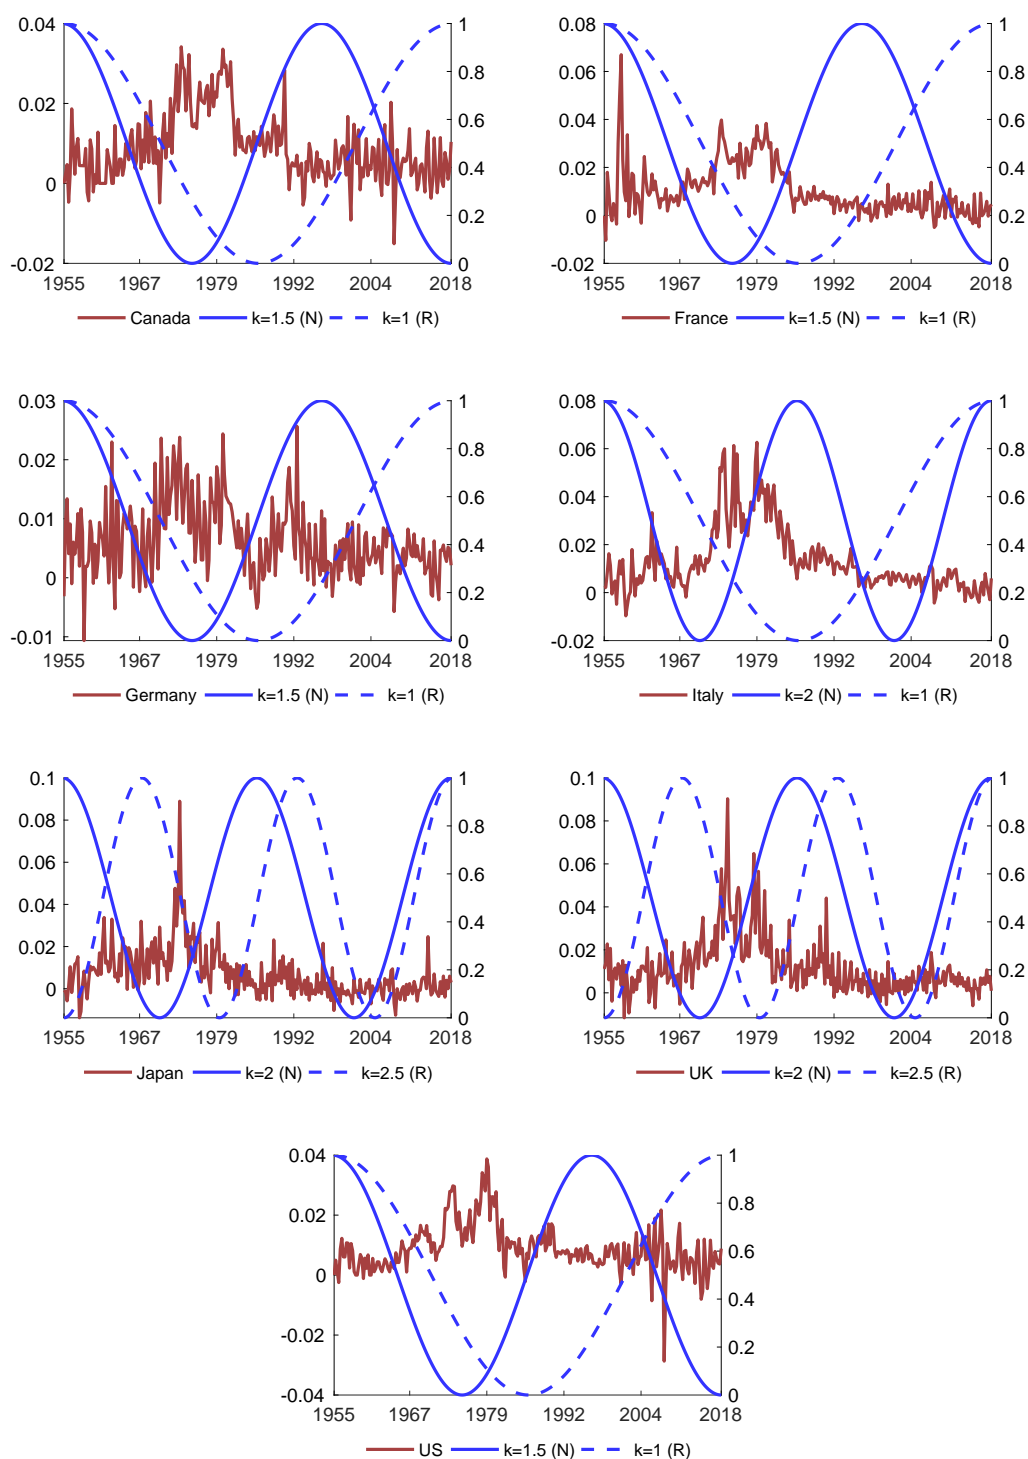 0.04 1 0.08 1
0.8 0.06 0.8
0.02 0.6 0.04 0.6
0.4 0.02 0.4
0 0.2 0 0.2
-0.02 0 -0.02 0
1955 1967 1979 1992 2004 2018 1955 1967 1979 1992 2004 2018
Canada k=1.5 (N) k=1 (R) France k=1.5 (N) k=1 (R)
0.03 1 0.08 1
0.02 0.8 0.06 0.8
0.6 0.04 0.6
0.01 0.4 0.02 0.4
0 0.2 0 0.2
-0.01 0 -0.02 0
1955 1967 1979 1992 2004 2018 1955 1967 1979 1992 2004 2018
Germany k=1.5 (N) k=1 (R) Italy k=2 (N) k=1 (R)
0.1 1 0.1 1
0.08 0.8 0.08 0.8
0.06 0.6 0.06 0.6
0.04 0.4 0.04 0.4
0.02 0.2 0.02 0.2
0 0 0 0
1955 1967 1979 1992 2004 2018 1955 1967 1979 1992 2004 2018
Japan k=2 (N) k=2.5 (R) UK k=2 (N) k=2.5 (R)
0.04 1
0.02 0.8
0.6
0 0.4
-0.02 0.2
-0.04 0
1955 1967 1979 1992 2004 2018
US k=1.5 (N) k=1 (R)